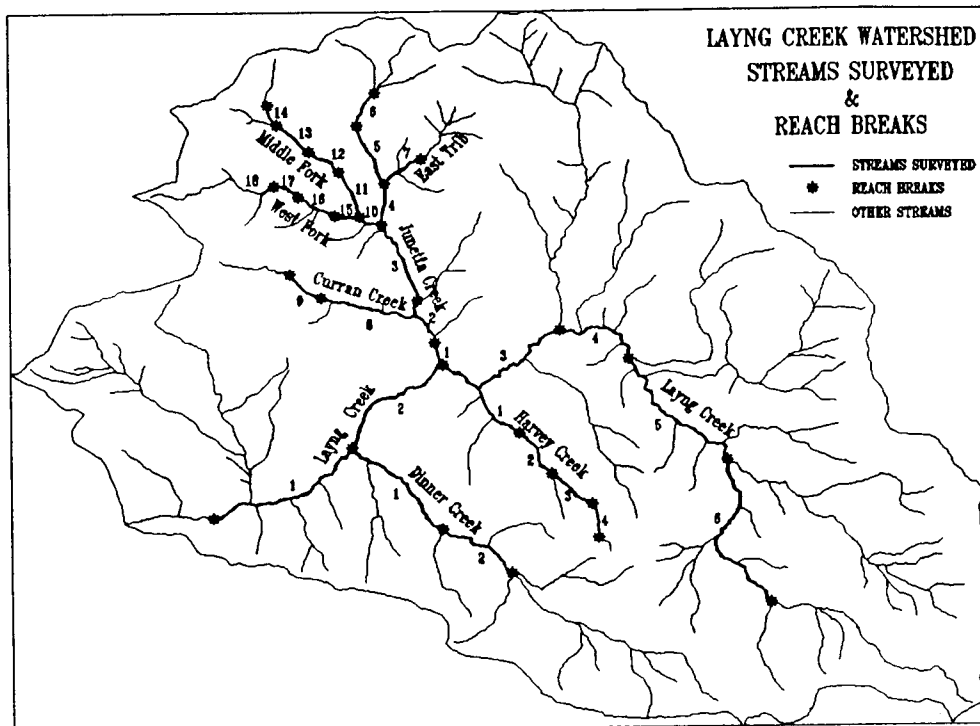 LAYNG CREEK WATERSHED
STREAMS SURVEYED
&
REACH BREAKS
STREAMS SURVEYED
REACH BREAKS
OTHER STREAMS
14
13
Middle Fork
12
11
6
5
7
East Trib
4
18
17
16
West Fork
15
10
Junetta Creek
3
2
1
Curran Creek
9
8
Layng Creek
1
2
3
4
Layng Creek
5
6
Harvey Creek
1
2
3
4
Dinner Creek
1
2